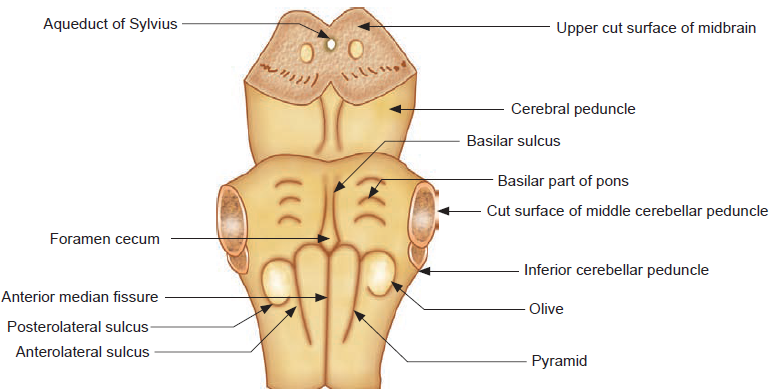 Aqueduct of Sylvius
Upper cut surface of midbrain
Cerebral peduncle
Basilar sulcus
Basilar part of pons
Cut surface of middle cerebellar peduncle
Foramen cecum
Inferior cerebellar peduncle
Anterior median fissure
Olive
Posterolateral sulcus
Anterolateral sulcus
Pyramid